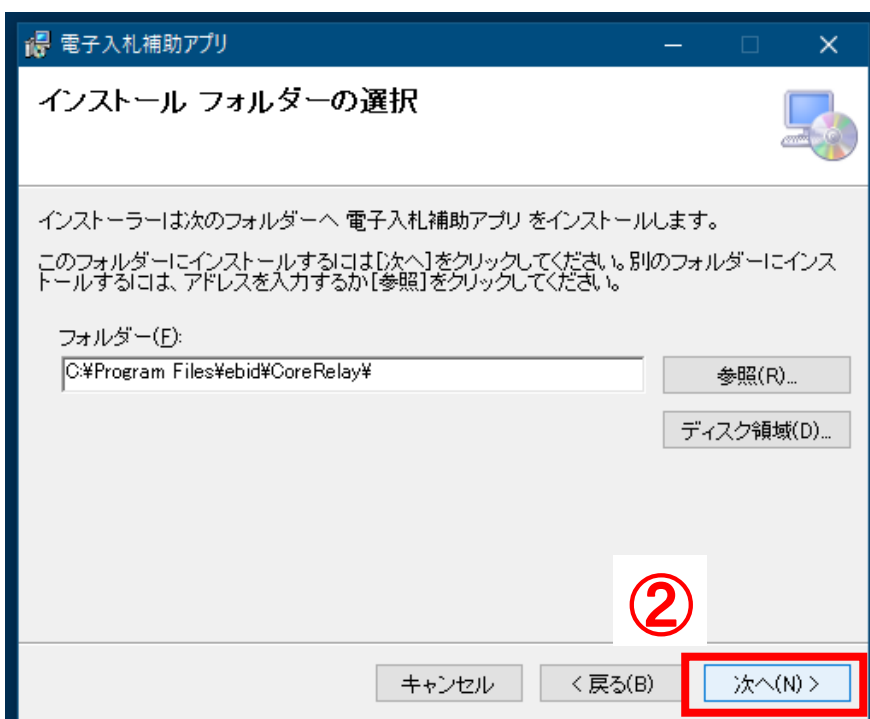 電子入札補助アプリ
インストール フォルダーの選択
インストーラーは次のフォルダーへ 電子入札補助アプリ をインストールします。
このフォルダーにインストールするには[次へ]をクリックしてください。別のフォルダーにインス
トールするには、アドレスを入力するか[参照]をクリックしてください。
フォルダー(F):
C:¥Program Files¥ebid¥CoreRelay¥
参照(R)...
ディスク領域(D)...
②
キャンセル
< 戻る(B)
次へ(N) >